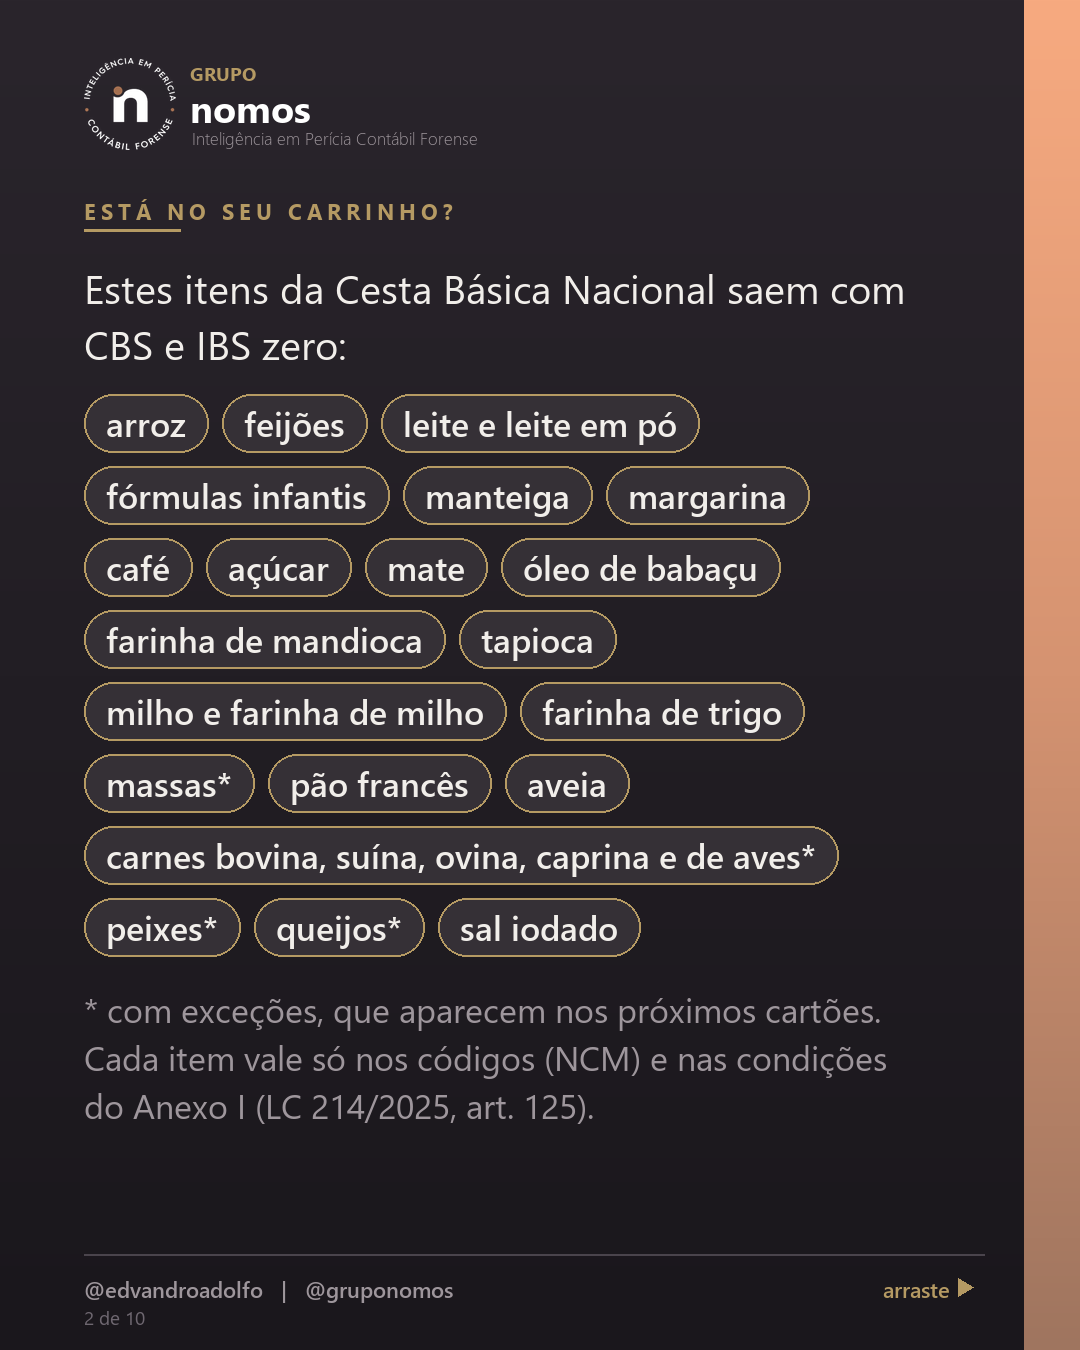 INTELIGÊNCIA EM PERÍCIA CONTÁBIL FORENSE
n
GRUPO
nomos
Inteligência em Perícia Contábil Forense
ESTÁ NO SEU CARRINHO?
Estes itens da Cesta Básica Nacional saem com
CBS e IBS zero:
arroz feijões leite e leite em pó
fórmulas infantis manteiga margarina
café açúcar mate óleo de babaçu
farinha de mandioca tapioca
milho e farinha de milho farinha de trigo
massas* pão francês aveia
carnes bovina, suína, ovina, caprina e de aves*
peixes* queijos* sal iodado
* com exceções, que aparecem nos próximos cartões.
Cada item vale só nos códigos (NCM) e nas condições
do Anexo I (LC 214/2025, art. 125).
@edvandroadolfo | @gruponomos arraste
2 de 10